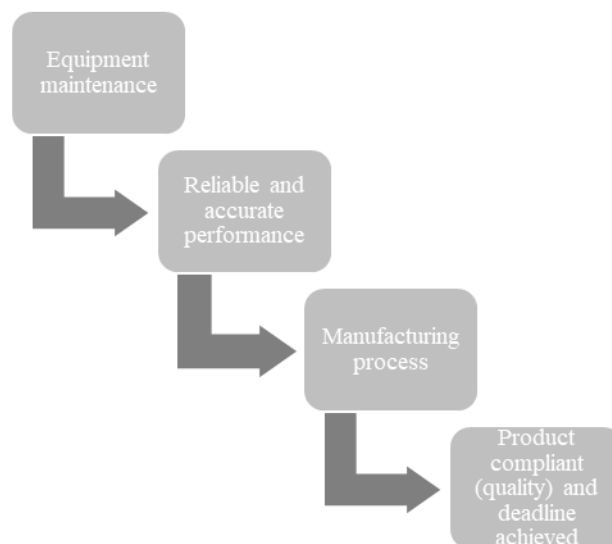 Equipment
maintenance
Reliable and
accurate
performance
Manufacturing
process
Product
compliant
(quality) and
deadline
achieved